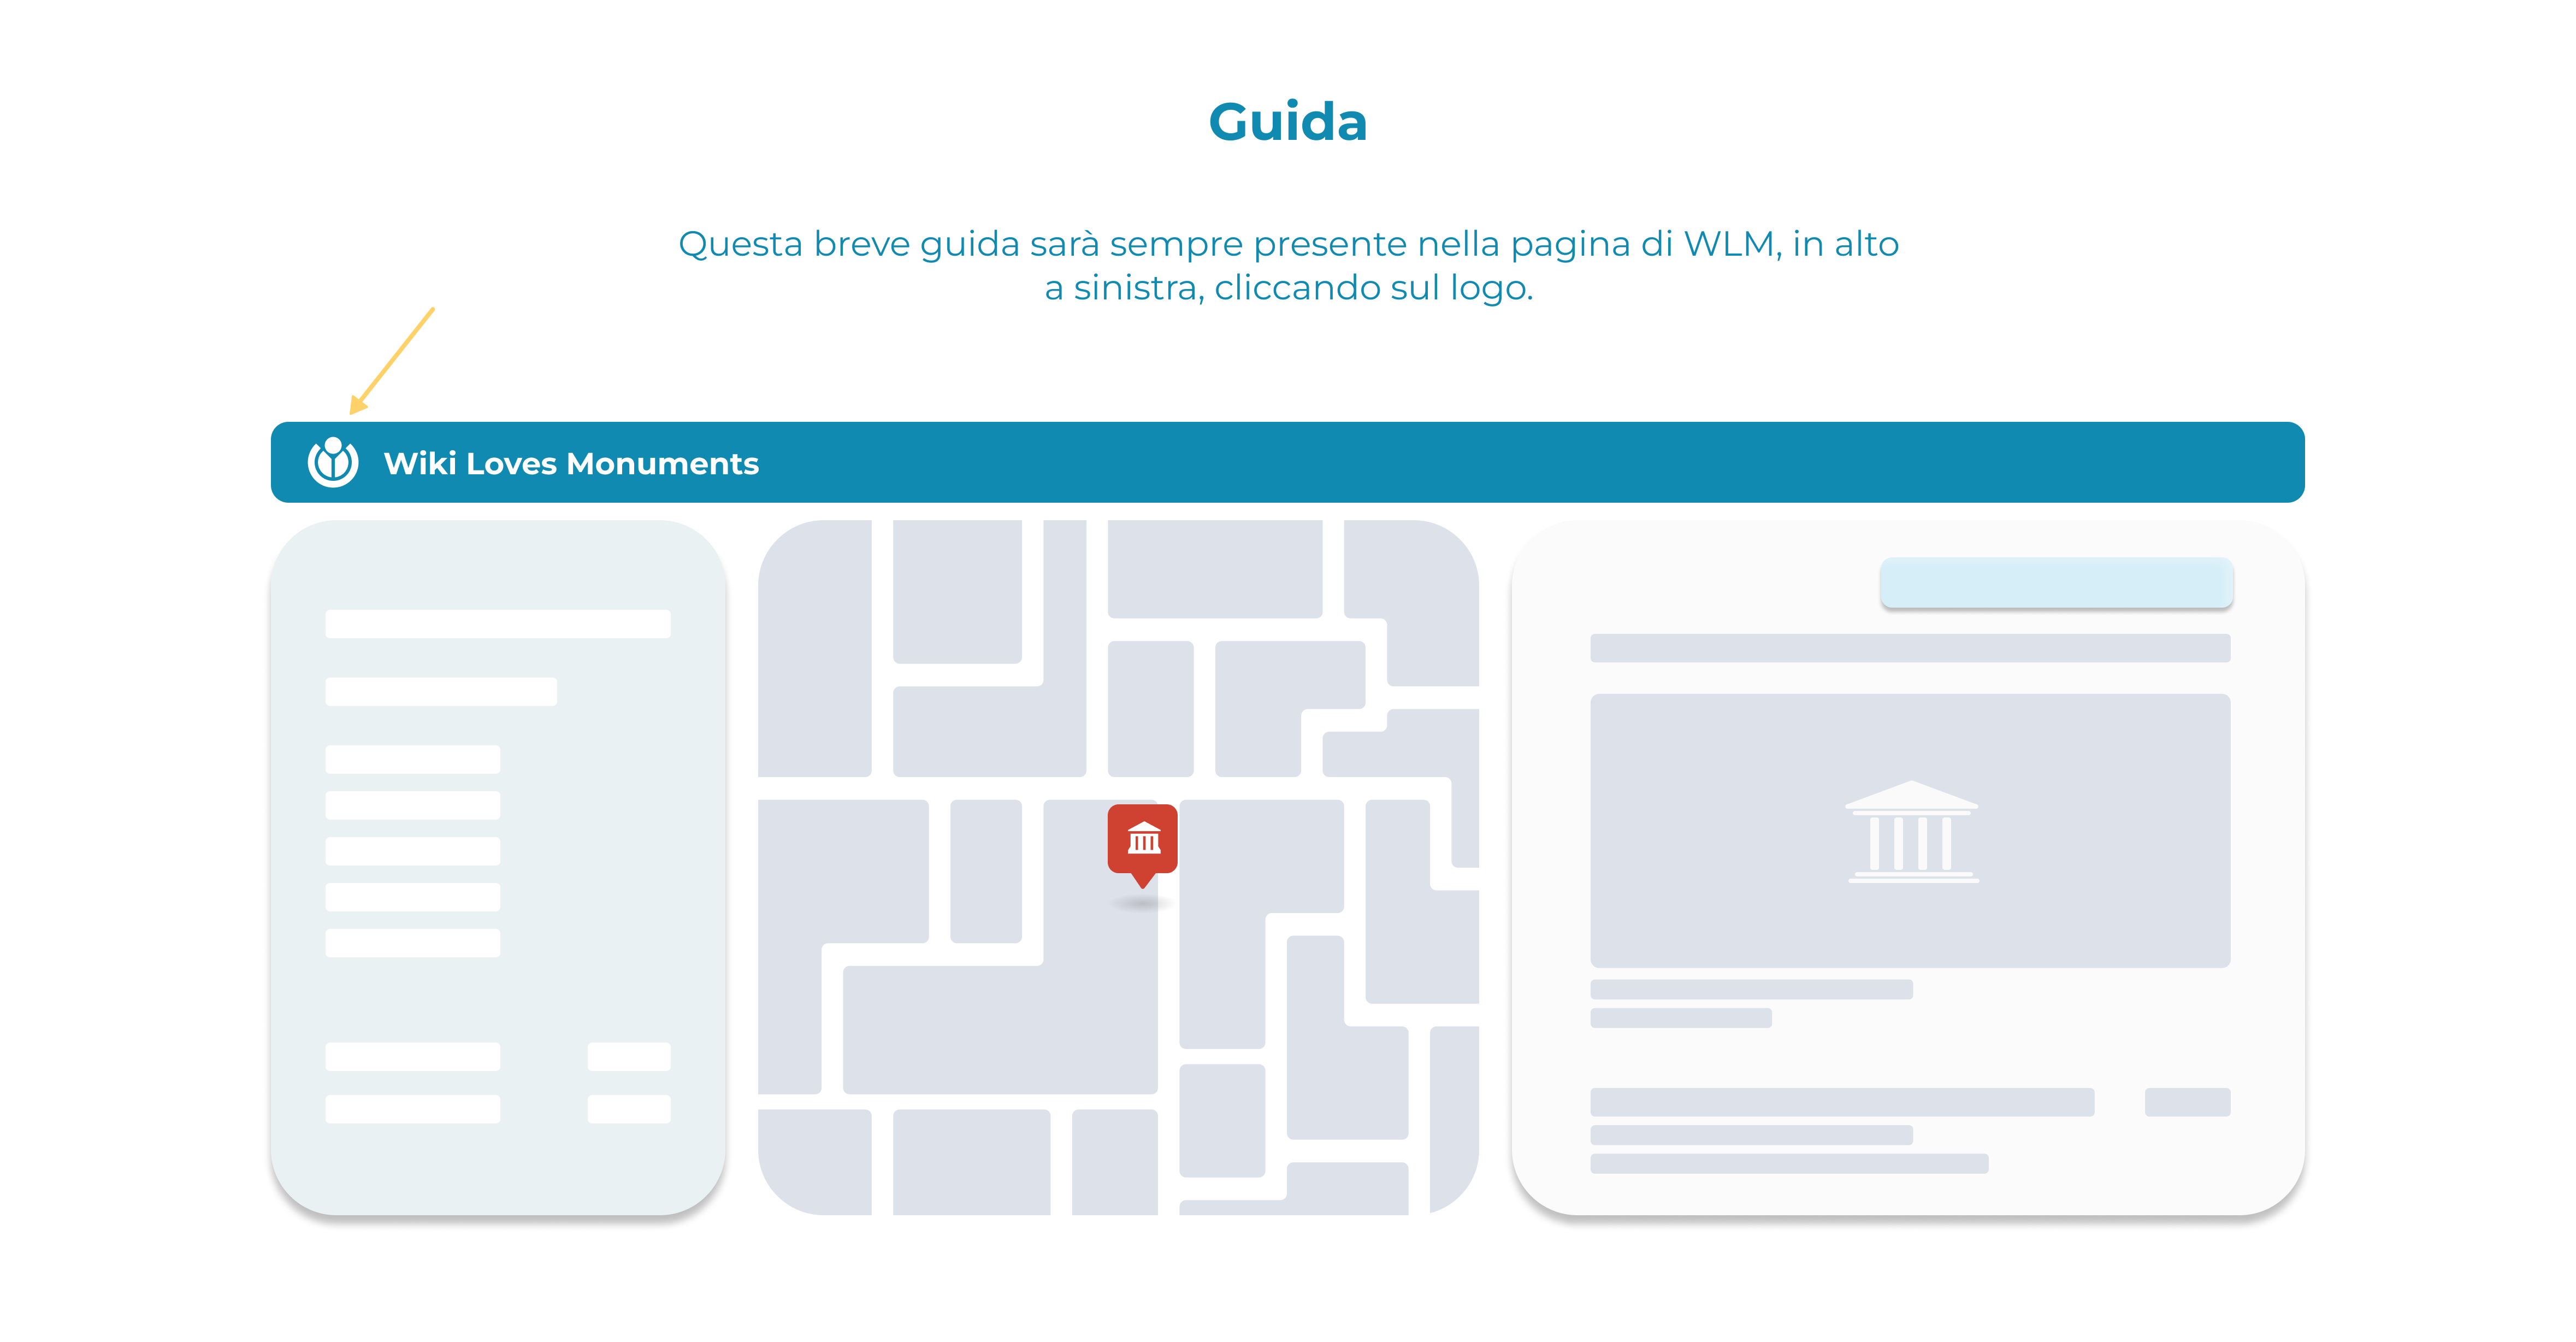 Guida
Questa breve guida sarà sempre presente nella pagina di WLM, in alto
a sinistra, cliccando sul logo.
Wiki Loves Monuments